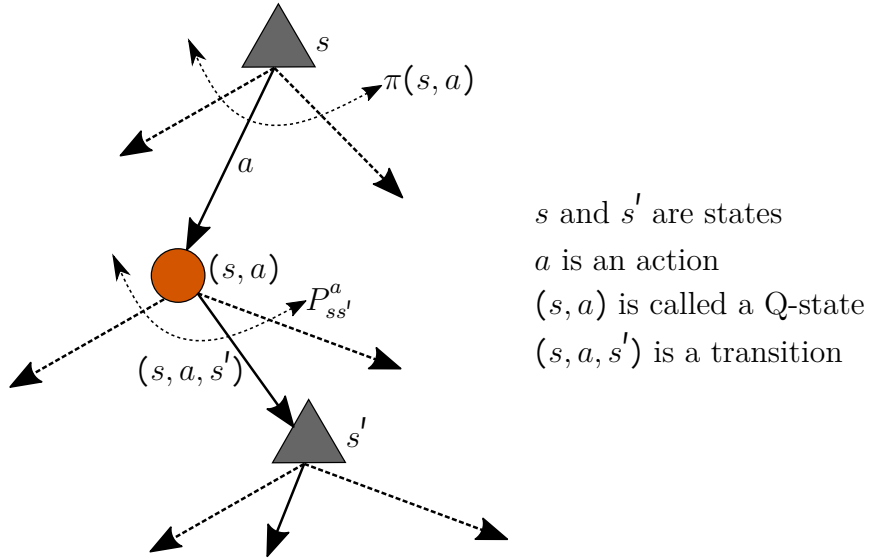 s
π(s, a)
a
(s, a)
P^a_{ss'}
(s, a, s')
s'
s and s' are states
a is an action
(s, a) is called a Q-state
(s, a, s') is a transition